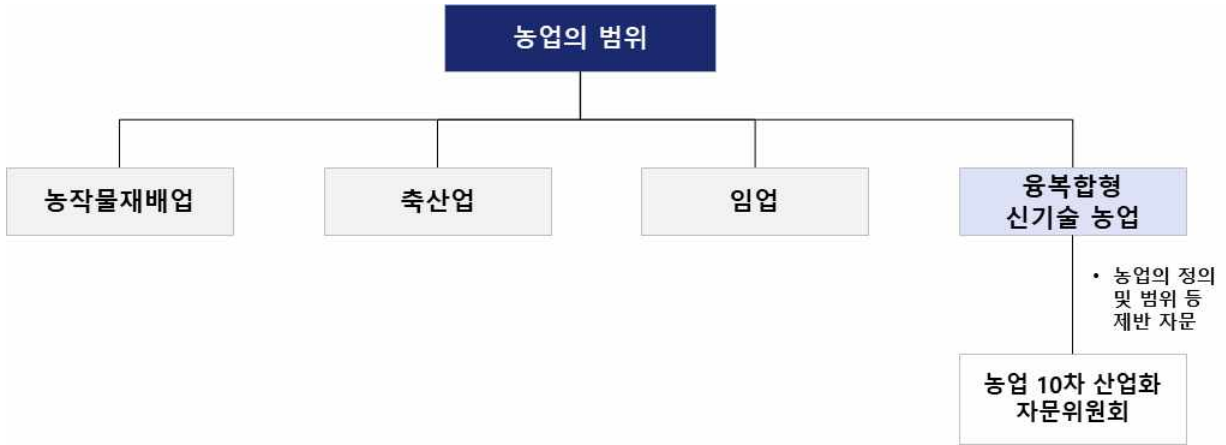 농업의 범위
농작물재배업
축산업
임업
융복합형
신기술 농업
• 농업의 정의
및 범위 등
제반 자문
농업 10차 산업화
자문위원회